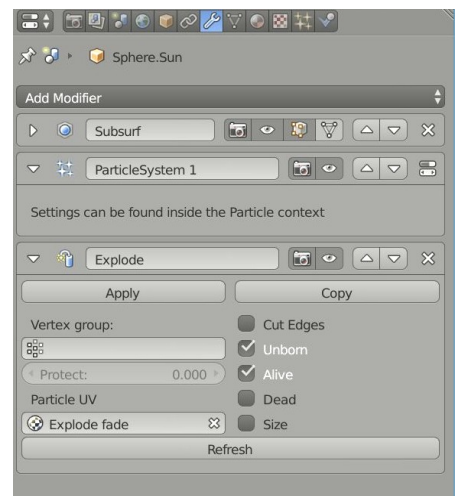 Sphere.Sun
Add Modifier
Subsurf
ParticleSystem 1
Settings can be found inside the Particle context
Explode
Apply Copy
Vertex group: Cut Edges
Unborn
Protect: 0.000 Alive
Particle UV Dead
Explode fade Size
Refresh